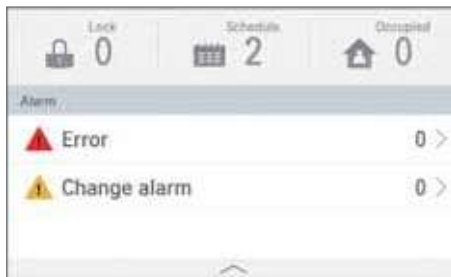 Lock
0
Schedule
2
Occupied
0
Alarm
Error 0
Change alarm 0